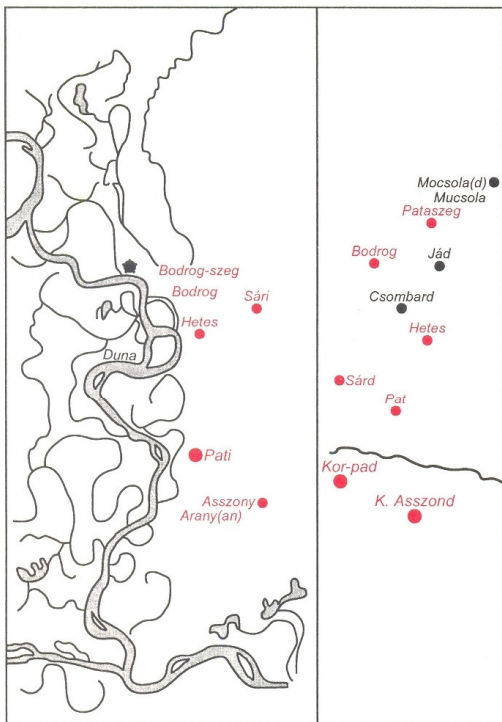 Bodrog-szeg
Bodrog
Sári
Hetes
Duna
Pati
Asszony
Arany(an)
Mocsola(d)
Mucsola
Pataszeg
Bodrog
Jád
Csombard
Hetes
Sárd
Pat
Kor-pad
K. Asszond